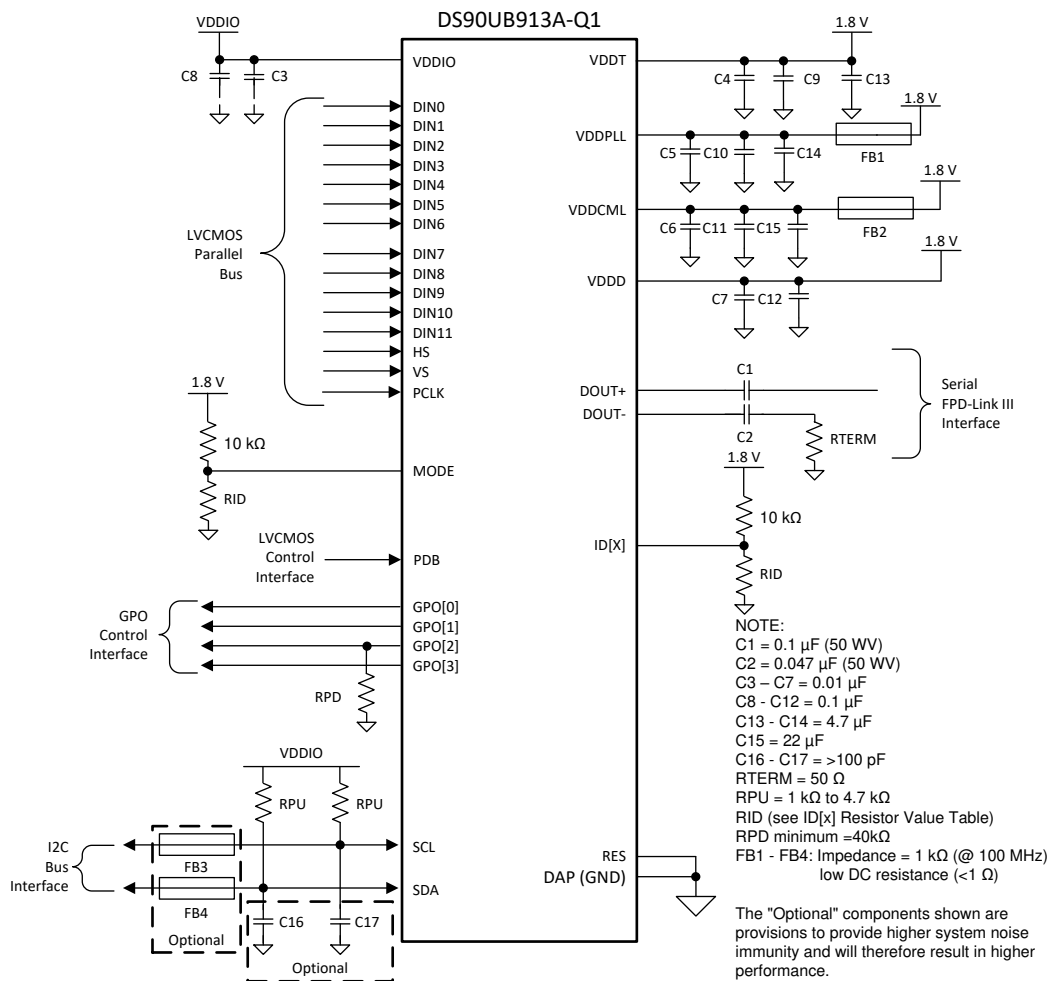 DS90UB913A-Q1
VDDIO
C8
C3
VDDIO
DIN0
DIN1
DIN2
DIN3
DIN4
DIN5
DIN6
DIN7
DIN8
DIN9
DIN10
DIN11
HS
VS
PCLK
LVCMOS
Parallel
Bus
1.8 V
10 kΩ
RID
MODE
LVCMOS
Control
Interface
PDB
GPO
Control
Interface
GPO[0]
GPO[1]
GPO[2]
GPO[3]
RPD
VDDIO
RPU
RPU
I2C
Bus
Interface
FB3
FB4
Optional
SCL
SDA
C16
C17
Optional
VDDT
1.8 V
C4
C9
C13
VDDPLL
1.8 V
C5
C10
C14
FB1
VDDCML
1.8 V
C6
C11
C15
FB2
VDDD
1.8 V
C7
C12
DOUT+
DOUT-
C1
C2
RTERM
Serial
FPD-Link III
Interface
1.8 V
10 kΩ
ID[X]
RID
RES
DAP (GND)
NOTE:
C1 = 0.1 µF (50 WV)
C2 = 0.047 µF (50 WV)
C3 – C7 = 0.01 µF
C8 - C12 = 0.1 µF
C13 - C14 = 4.7 µF
C15 = 22 µF
C16 - C17 = >100 pF
RTERM = 50 Ω
RPU = 1 kΩ to 4.7 kΩ
RID (see ID[x] Resistor Value Table)
RPD minimum =40kΩ
FB1 - FB4: Impedance = 1 kΩ (@ 100 MHz)
low DC resistance (<1 Ω)
The "Optional" components shown are
provisions to provide higher system noise
immunity and will therefore result in higher
performance.